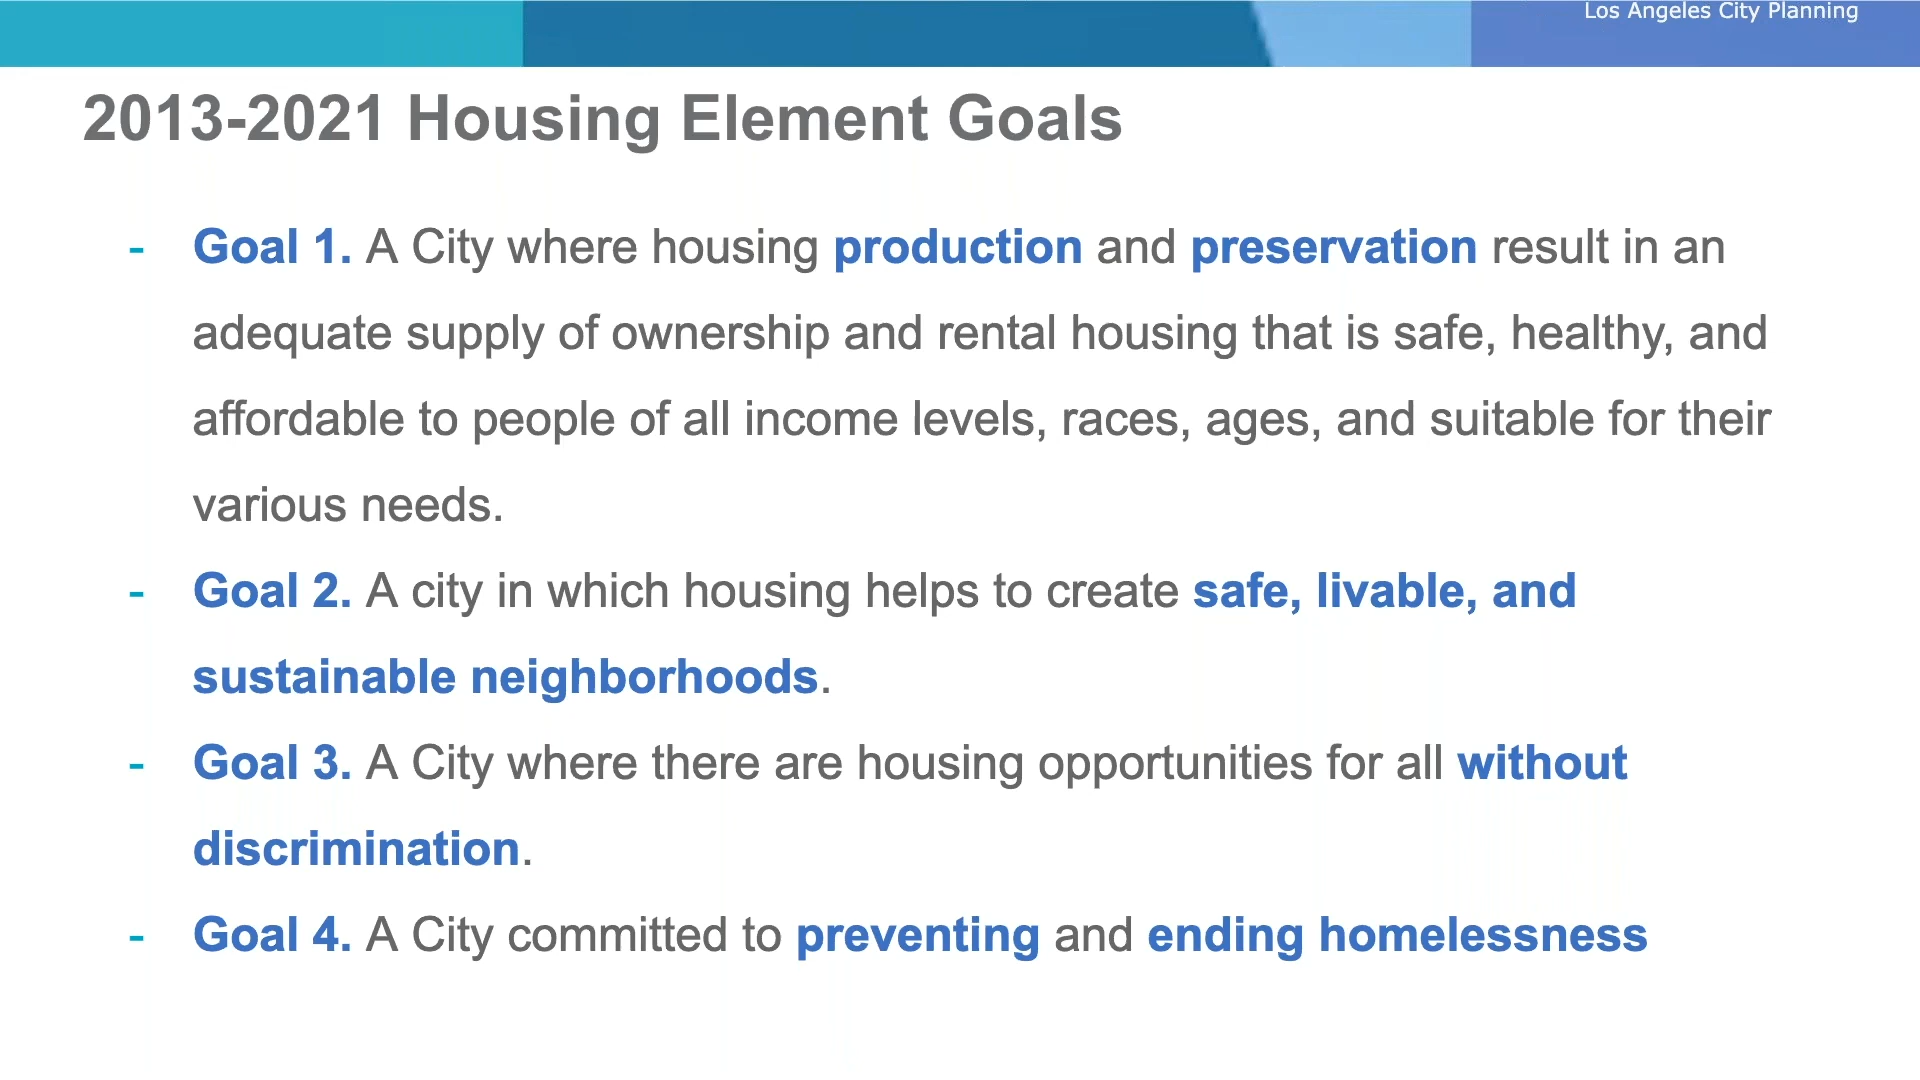 Los Angeles City Planning
2013-2021 Housing Element Goals
- Goal 1. A City where housing production and preservation result in an
adequate supply of ownership and rental housing that is safe, healthy, and
affordable to people of all income levels, races, ages, and suitable for their
various needs.
- Goal 2. A city in which housing helps to create safe, livable, and
sustainable neighborhoods.
- Goal 3. A City where there are housing opportunities for all without
discrimination.
- Goal 4. A City committed to preventing and ending homelessness